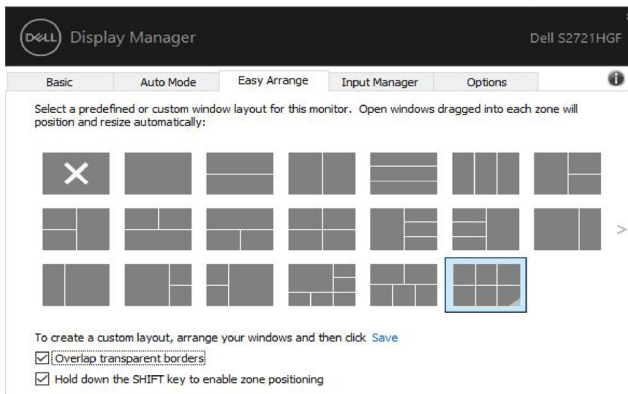 DELL Display Manager
Dell S2721HGF
Basic Auto Mode Easy Arrange Input Manager Options
Select a predefined or custom window layout for this monitor. Open windows dragged into each zone will
position and resize automatically:
To create a custom layout, arrange your windows and then click Save
Overlap transparent borders
Hold down the SHIFT key to enable zone positioning